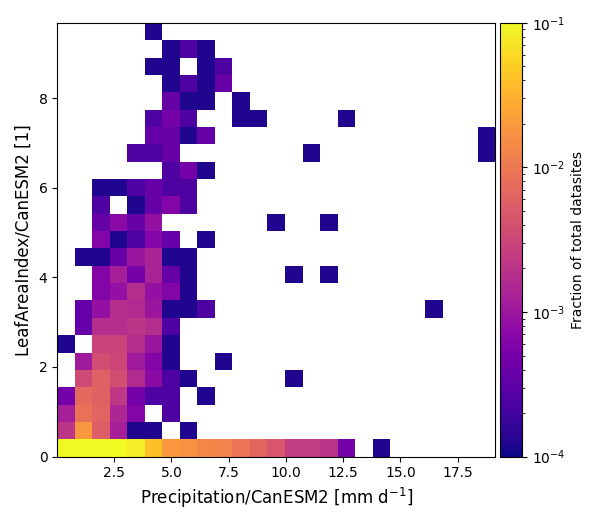 LeafAreaIndex/CanESM2 [1]
8
6
4
2
0
2.5 5.0 7.5 10.0 12.5 15.0 17.5
Precipitation/CanESM2 [mm d⁻¹]
10⁻¹
10⁻²
10⁻³
10⁻⁴
Fraction of total datasites